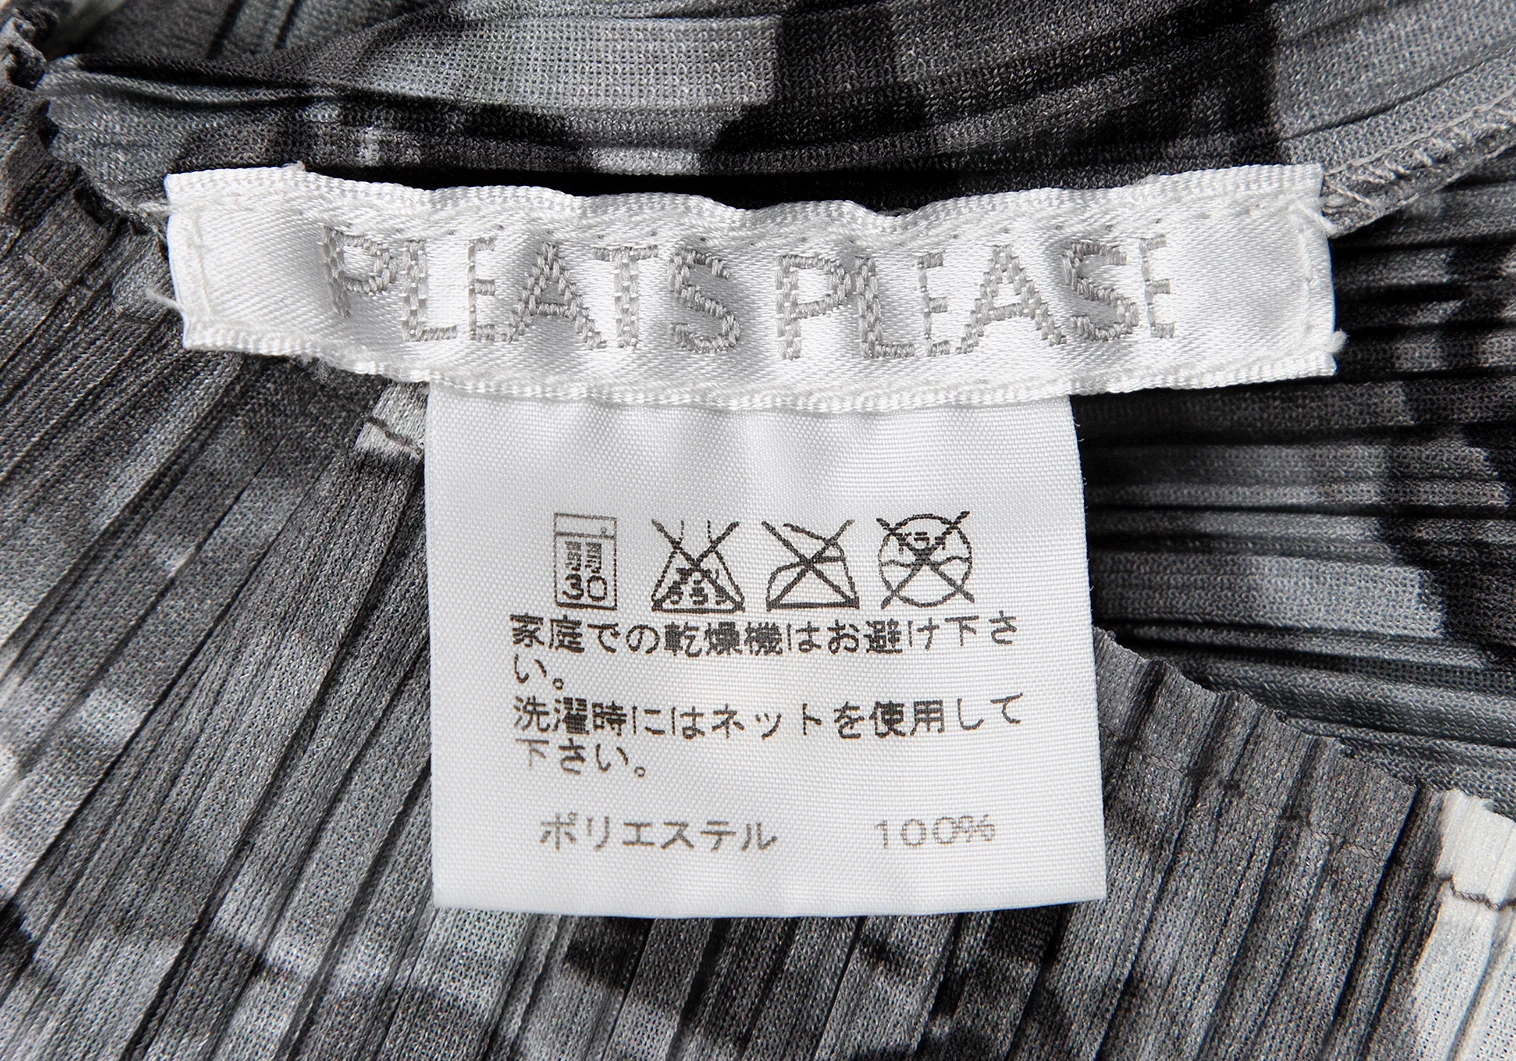 PLEATS PLEASE
30
家庭での乾燥機はお避け下さ
い。
洗濯時にはネットを使用して
下さい。
ポリエステル 100%